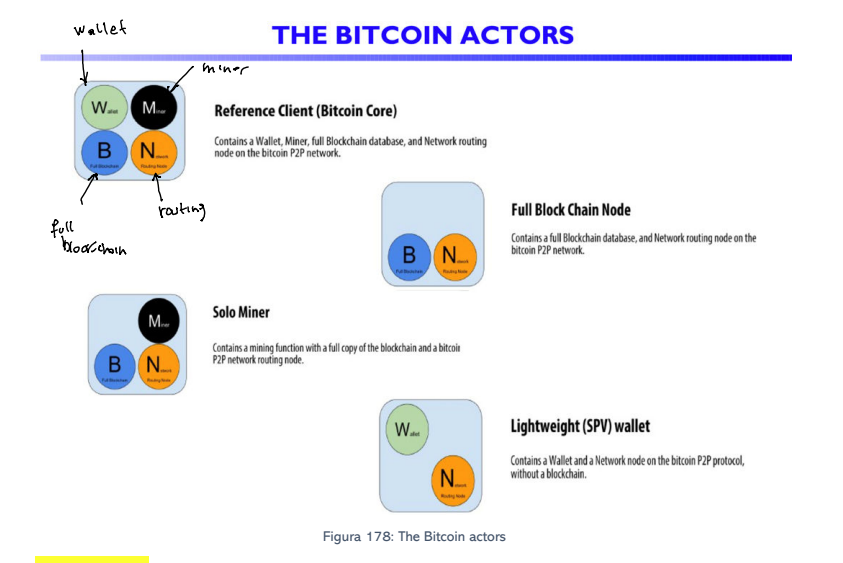 THE BITCOIN ACTORS
wallet
miner
Wallet
Miner
B
Full Blockchain
Network
Routing Node
Reference Client (Bitcoin Core)
Contains a Wallet, Miner, full Blockchain database, and Network routing
node on the bitcoin P2P network.
full
blockchain
routing
B
Full Blockchain
Network
Routing Node
Full Block Chain Node
Contains a full Blockchain database, and Network routing node on the
bitcoin P2P network.
Miner
B
Full Blockchain
Network
Routing Node
Solo Miner
Contains a mining function with a full copy of the blockchain and a bitcoin
P2P network routing node.
Wallet
Network
Routing Node
Lightweight (SPV) wallet
Contains a Wallet and a Network node on the bitcoin P2P protocol,
without a blockchain.
Figura 178: The Bitcoin actors